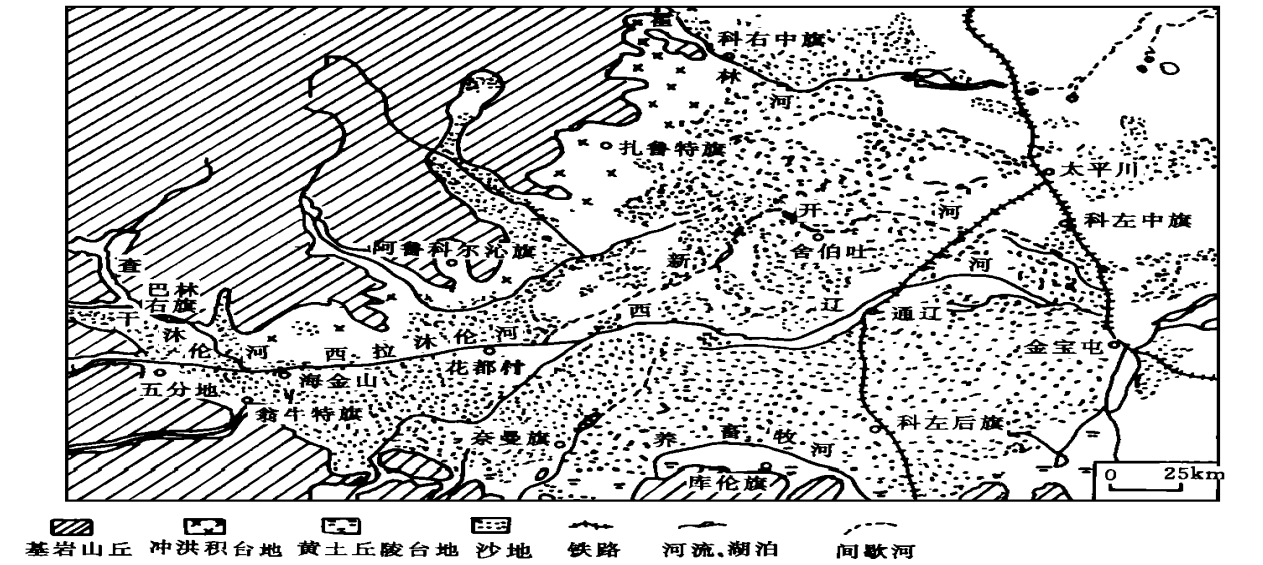 霍
科右中旗
林
河
扎鲁特旗
太平川
开
河
科左中旗
舍伯吐
阿鲁科尔沁旗
新
河
查
巴林
右旗
干
沐
伦
河
西
拉
沐
伦
河
西
辽
通辽
金宝屯
花都村
五分地
海金山
翁牛特旗
奈曼旗
养
畜
牧
河
科左后旗
库伦旗
0 25km
基岩山丘 冲洪积台地 黄土丘陵台地 沙地 铁路 河流、湖泊 间歇河